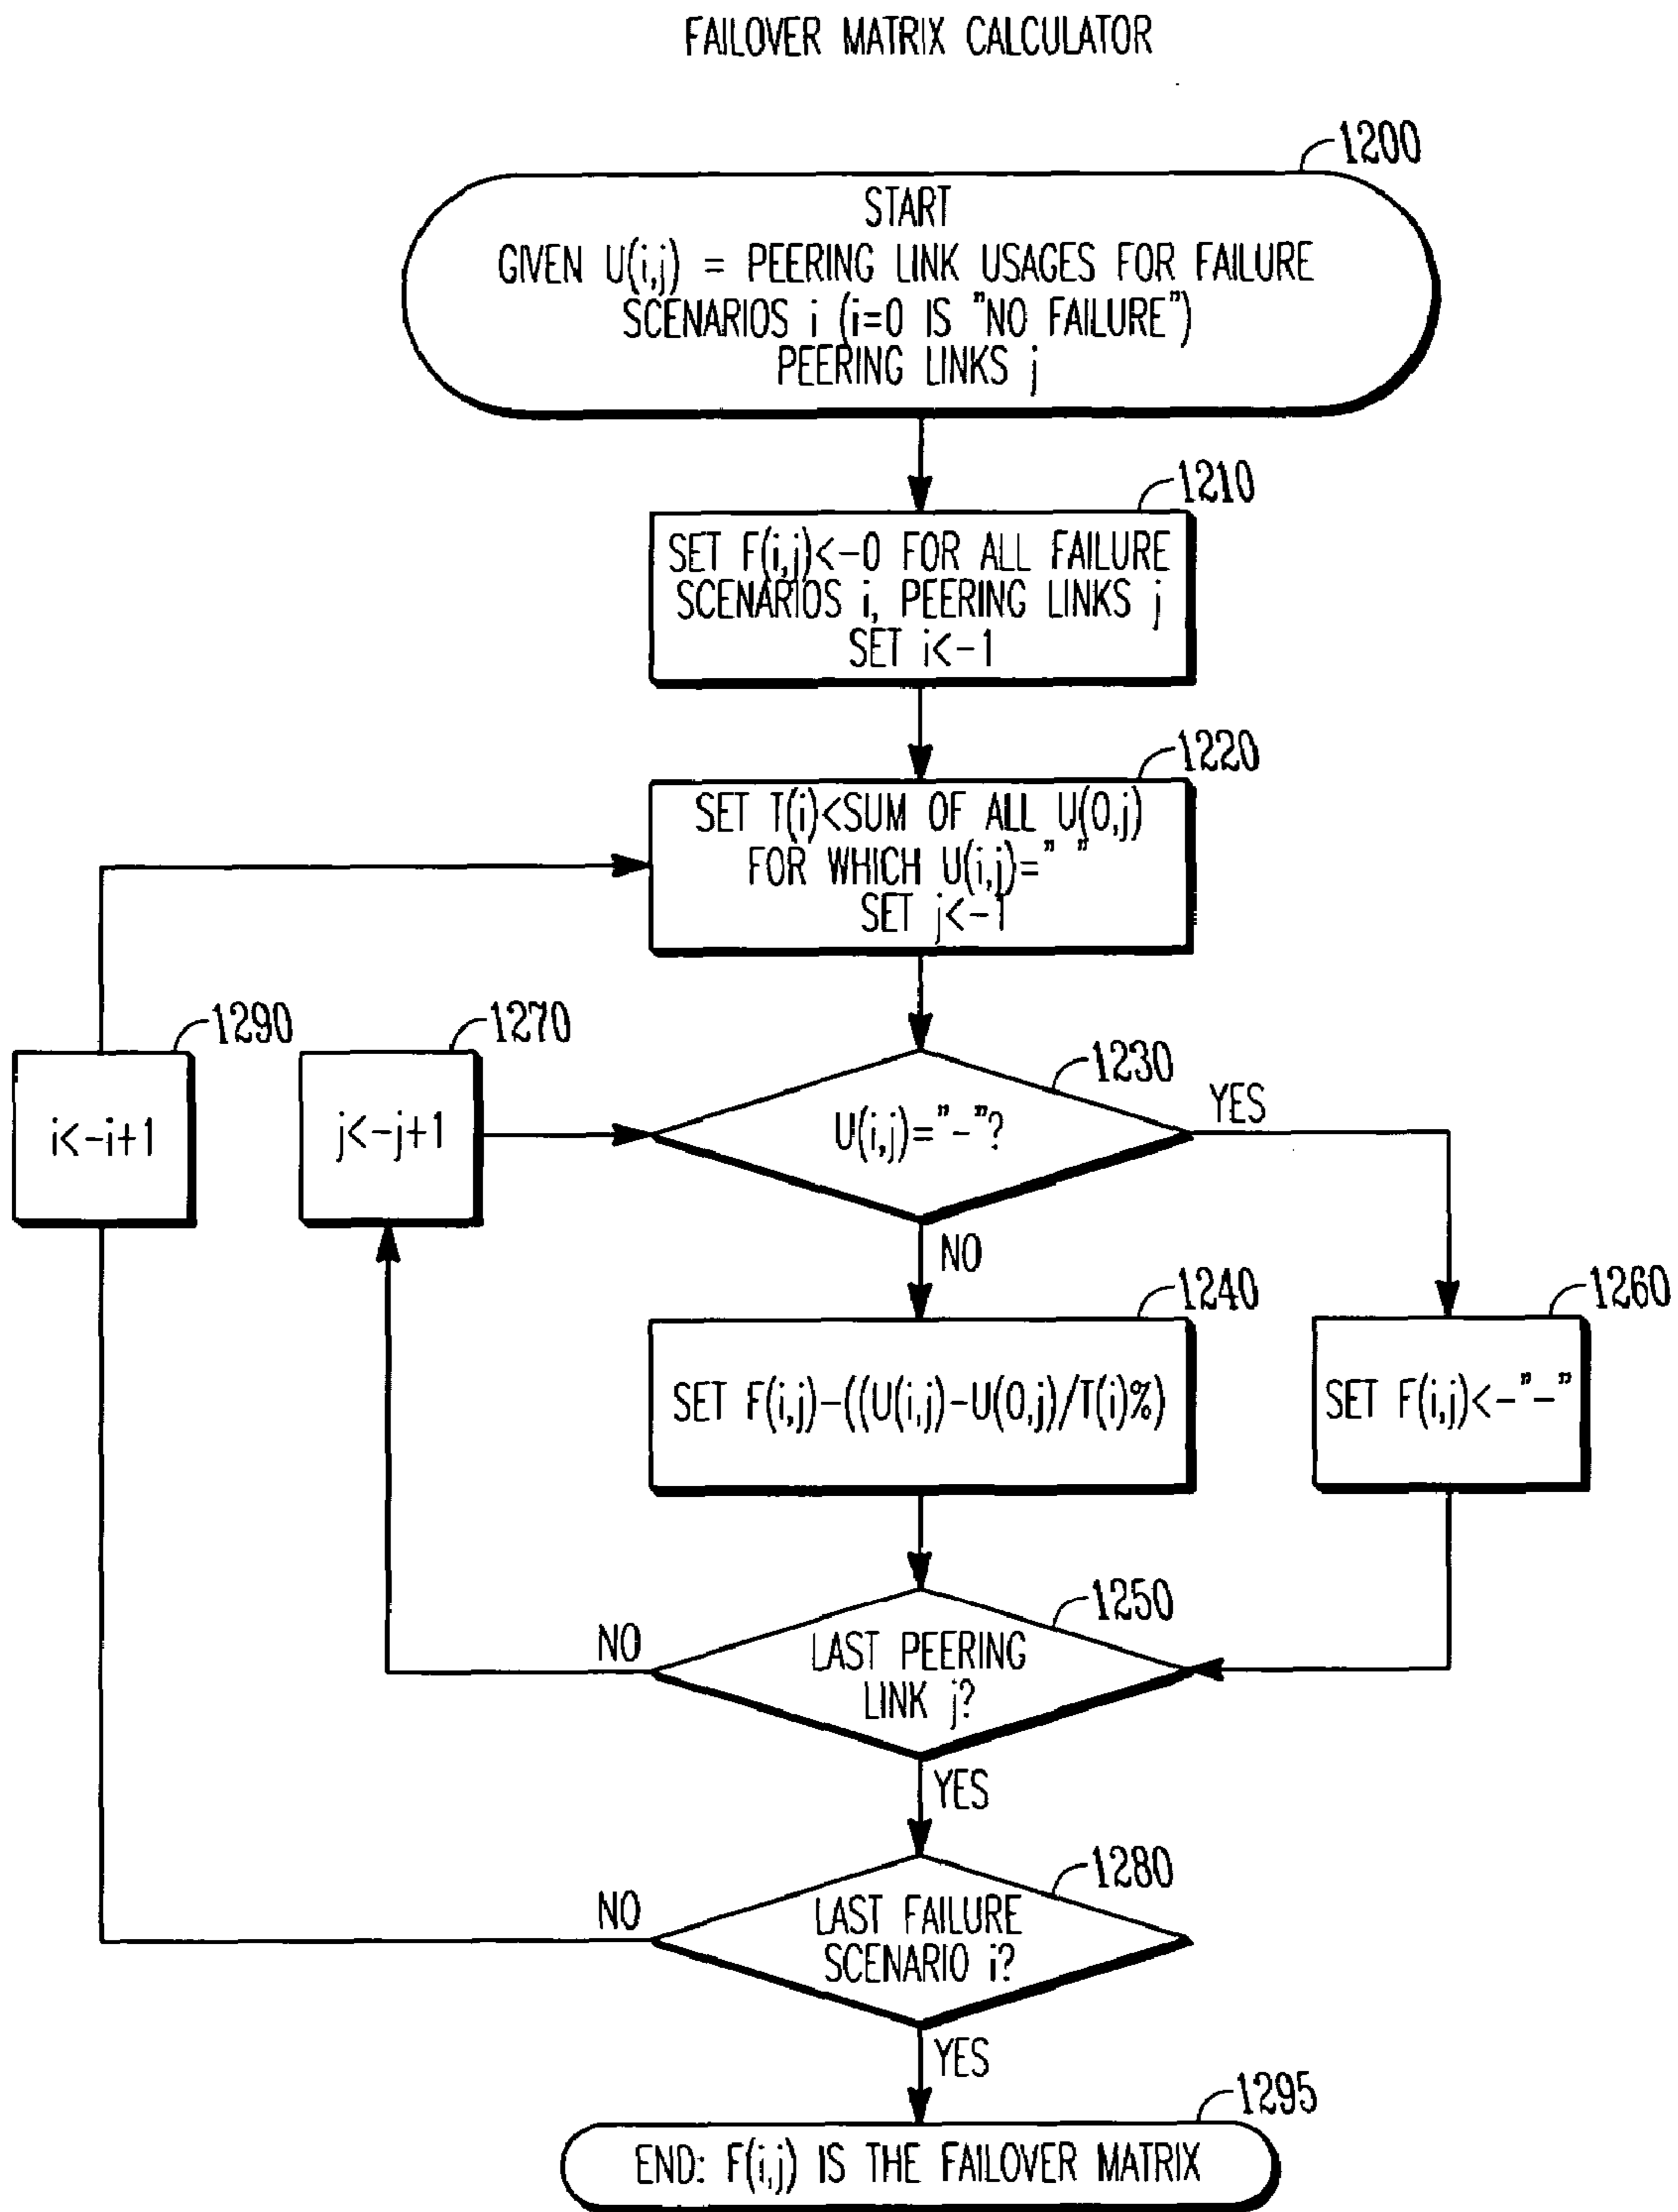 FAILOVER MATRIX CALCULATOR
1200
START
GIVEN U(i,j) = PEERING LINK USAGES FOR FAILURE
SCENARIOS i (i=0 IS "NO FAILURE")
PEERING LINKS j
1210
SET F(i,j)<-0 FOR ALL FAILURE
SCENARIOS i, PEERING LINKS j
SET i<-1
1220
SET T(i)<SUM OF ALL U(0,j)
FOR WHICH U(i,j)=" "
SET j<-1
1290
i<-i+1
1270
j<-j+1
1230
U(i,j)="-"?
YES
NO
1240
SET F(i,j)-((U(i,j)-U(0,j)/T(i)%)
1260
SET F(i,j)<-"-"
1250
LAST PEERING
LINK j?
NO
YES
1280
LAST FAILURE
SCENARIO i?
NO
YES
1295
END: F(i,j) IS THE FAILOVER MATRIX